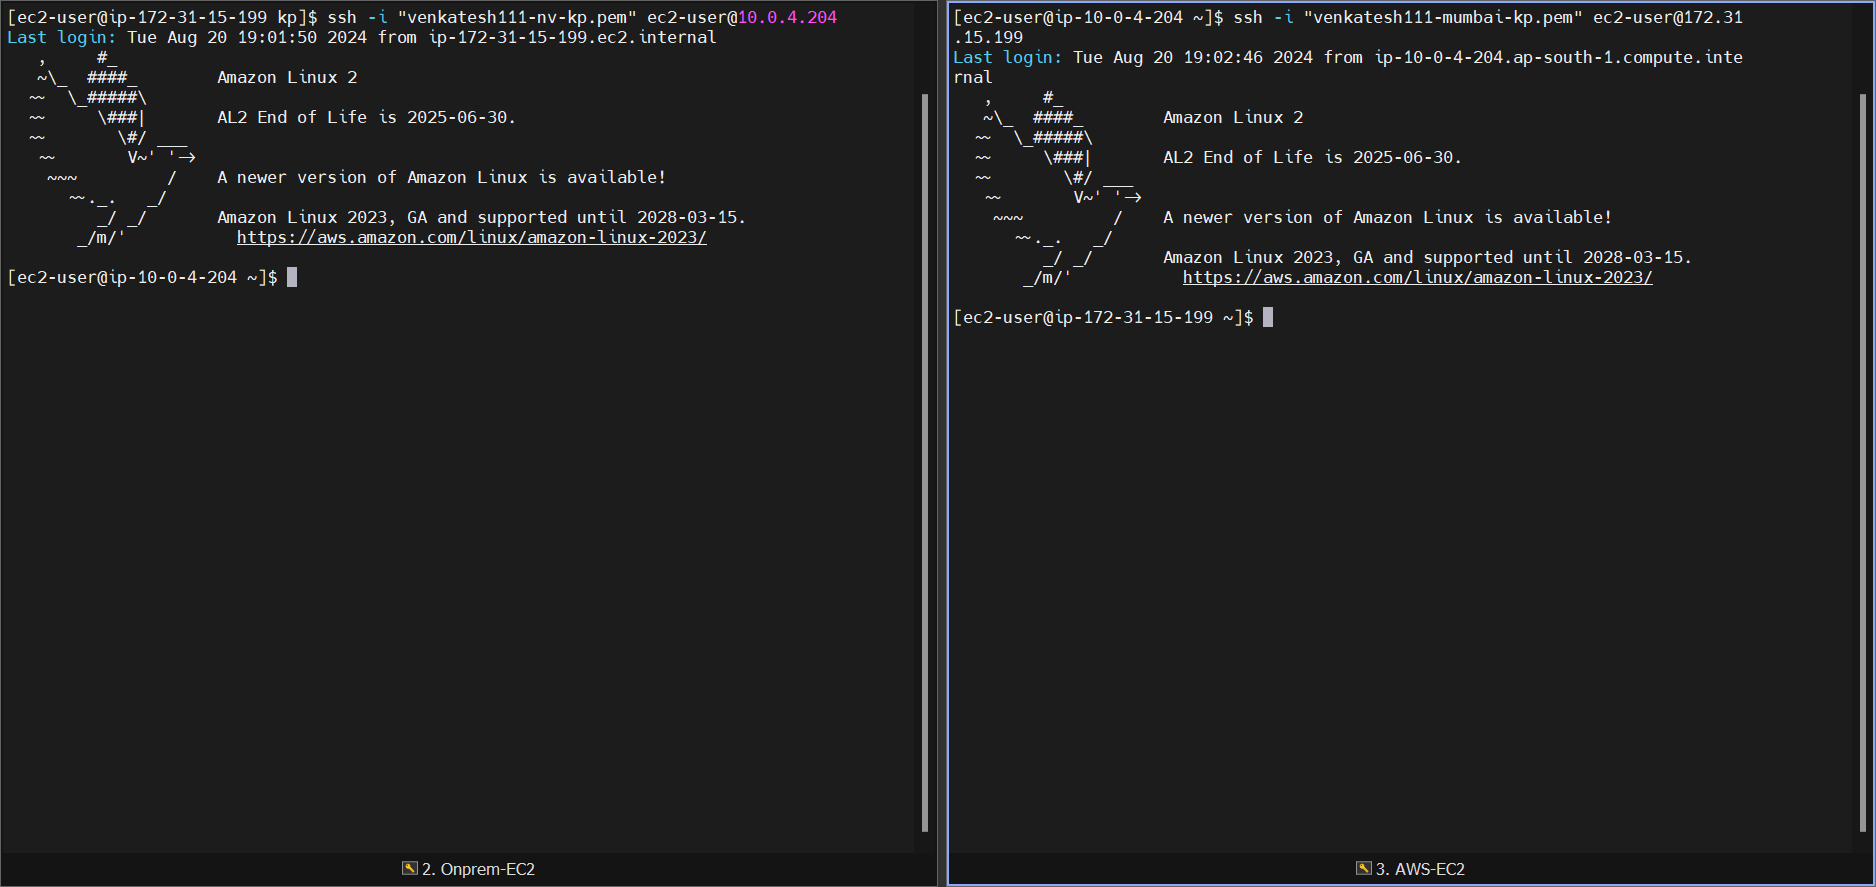 [ec2-user@ip-172-31-15-199 kp]$ ssh -i "venkatesh111-nv-kp.pem" ec2-user@10.0.4.204
Last login: Tue Aug 20 19:01:50 2024 from ip-172-31-15-199.ec2.internal
   ,     #_
   ~\_  ####_        Amazon Linux 2
  ~~  \_#####\
  ~~     \###|       AL2 End of Life is 2025-06-30.
  ~~       \#/ ___
   ~~       V~' '->
    ~~~         /    A newer version of Amazon Linux is available!
      ~~._.   _/
         _/ _/       Amazon Linux 2023, GA and supported until 2028-03-15.
       _/m/'           https://aws.amazon.com/linux/amazon-linux-2023/
[ec2-user@ip-10-0-4-204 ~]$
2. Onprem-EC2
[ec2-user@ip-10-0-4-204 ~]$ ssh -i "venkatesh111-mumbai-kp.pem" ec2-user@172.31
.15.199
Last login: Tue Aug 20 19:02:46 2024 from ip-10-0-4-204.ap-south-1.compute.inte
rnal
   ,     #_
   ~\_  ####_        Amazon Linux 2
  ~~  \_#####\
  ~~     \###|       AL2 End of Life is 2025-06-30.
  ~~       \#/ ___
   ~~       V~' '->
    ~~~         /    A newer version of Amazon Linux is available!
      ~~._.   _/
         _/ _/       Amazon Linux 2023, GA and supported until 2028-03-15.
       _/m/'           https://aws.amazon.com/linux/amazon-linux-2023/
[ec2-user@ip-172-31-15-199 ~]$
3. AWS-EC2